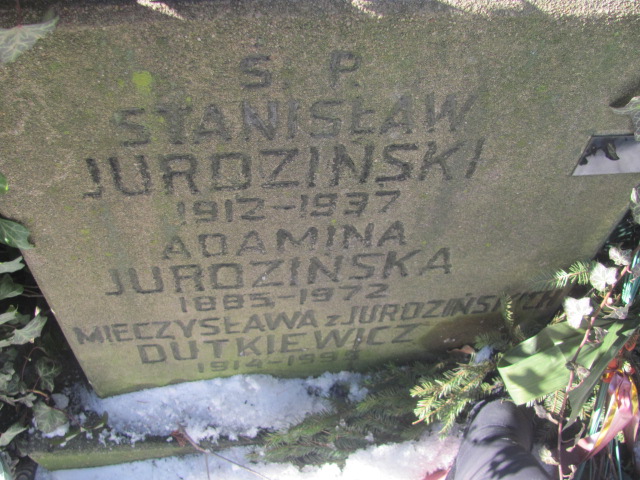 Ś. P.
STANISŁAW
JURDZIŃSKI
1912-1937
ADAMINA
JURDZIŃSKA
1885-1972
MIECZYSŁAWA z JURDZIŃSKICH
DUTKIEWICZ